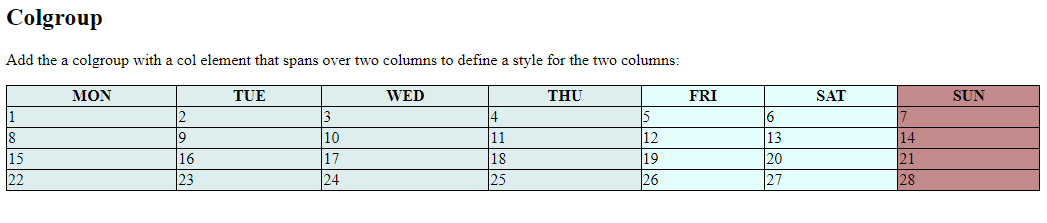 Colgroup
Add the a colgroup with a col element that spans over two columns to define a style for the two columns:
MON TUE WED THU FRI SAT SUN
1 2 3 4 5 6 7
8 9 10 11 12 13 14
15 16 17 18 19 20 21
22 23 24 25 26 27 28